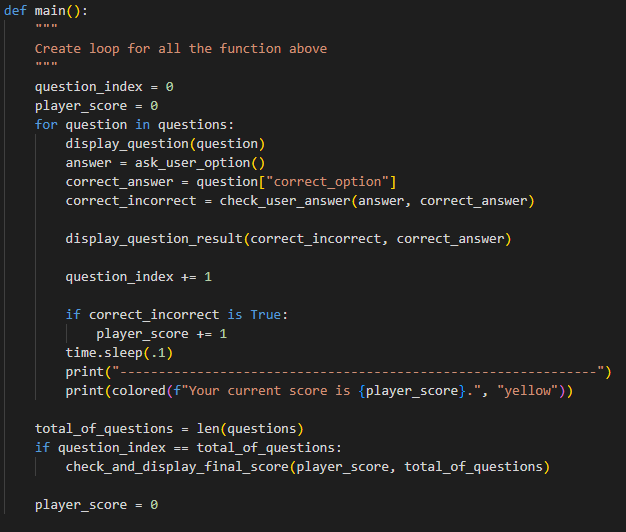 def main():
    """
    Create loop for all the function above
    """
    question_index = 0
    player_score = 0
    for question in questions:
        display_question(question)
        answer = ask_user_option()
        correct_answer = question["correct_option"]
        correct_incorrect = check_user_answer(answer, correct_answer)

        display_question_result(correct_incorrect, correct_answer)

        question_index += 1

        if correct_incorrect is True:
            player_score += 1
        time.sleep(.1)
        print("--------------------------------------------------------------")
        print(colored(f"Your current score is {player_score}.", "yellow"))

    total_of_questions = len(questions)
    if question_index == total_of_questions:
        check_and_display_final_score(player_score, total_of_questions)

    player_score = 0